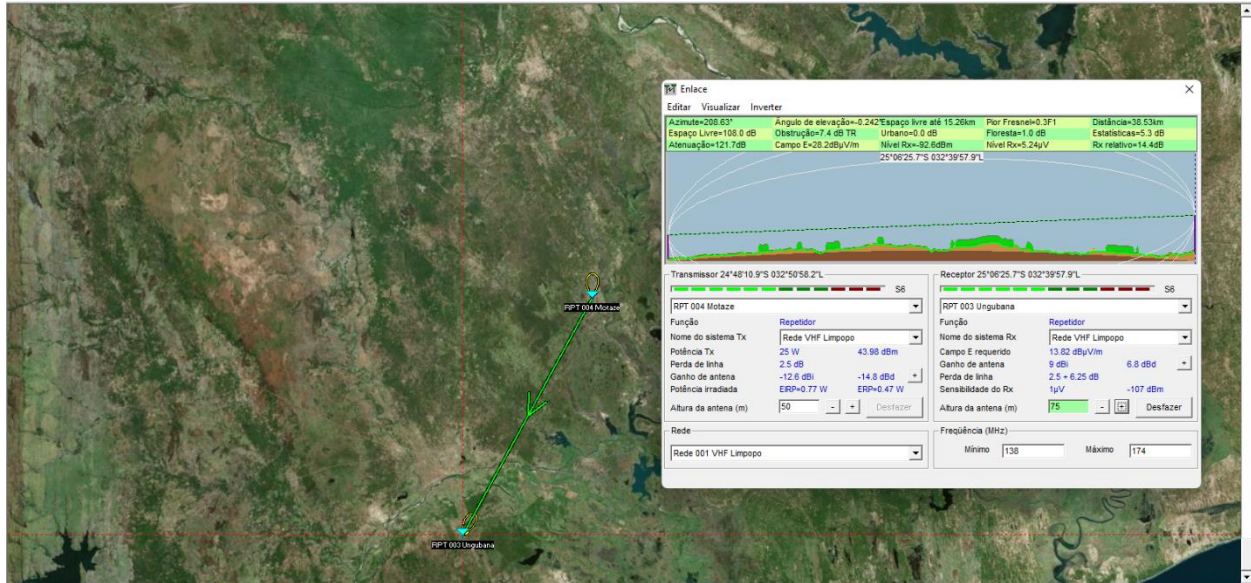 Enlace
Editar Visualizar Inverter
Azimute=208.63° Ângulo de elevação=-0.242° Espaço livre até 15.26km Pior Fresnel=0.3F1 Distância=38.53km
Espaço Livre=108.0 dB Obstrução=7.4 dB TR Urbano=0.0 dB Floresta=1.0 dB Estatísticas=5.3 dB
Atenuação=121.7dB Campo E=28.2dBµV/m Nível Rx=-92.6dBm Nível Rx=5.24µV Rx relativo=14.4dB
25°06'25.7"S 032°39'57.9"L
Transmissor 24°48'10.9"S 032°50'58.2"L
S6
RPT 004 Motaze
Função Repetidor
Nome do sistema Tx Rede VHF Limpopo
Potência Tx 25 W 43.98 dBm
Perda de linha 2.5 dB
Ganho de antena -12.6 dBi -14.8 dBd +
Potência irradiada EIRP=0.77 W ERP=0.47 W
Altura da antena (m) 50 - + Desfazer
Rede
Rede 001 VHF Limpopo
Receptor 25°06'25.7"S 032°39'57.9"L
S6
RPT 003 Ungubana
Função Repetidor
Nome do sistema Rx Rede VHF Limpopo
Campo E requerido 13.82 dBµV/m
Ganho de antena 9 dBi 6.8 dBd +
Perda de linha 2.5 + 6.25 dB
Sensibilidade do Rx 1µV -107 dBm
Altura da antena (m) 75 - + Desfazer
Freqüência (MHz)
Mínimo 138 Máximo 174
RPT 004 Motaze
RPT 003 Ungubana